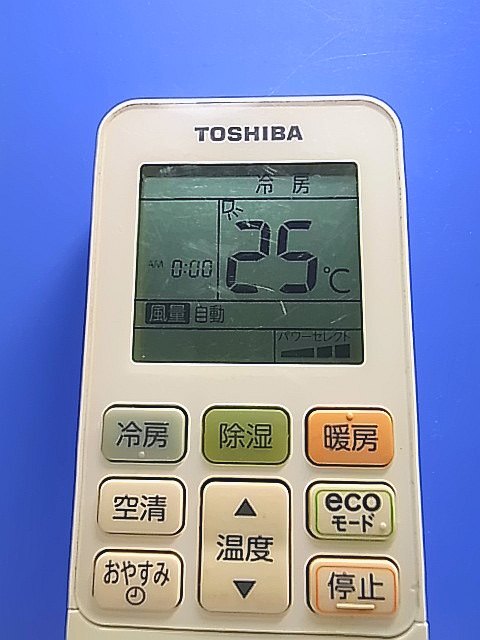 TOSHIBA
冷房
25℃
AM 0:00
風量 自動
パワーセレクト
冷房 除湿 暖房
空清
eco
モード
温度
おやすみ
停止